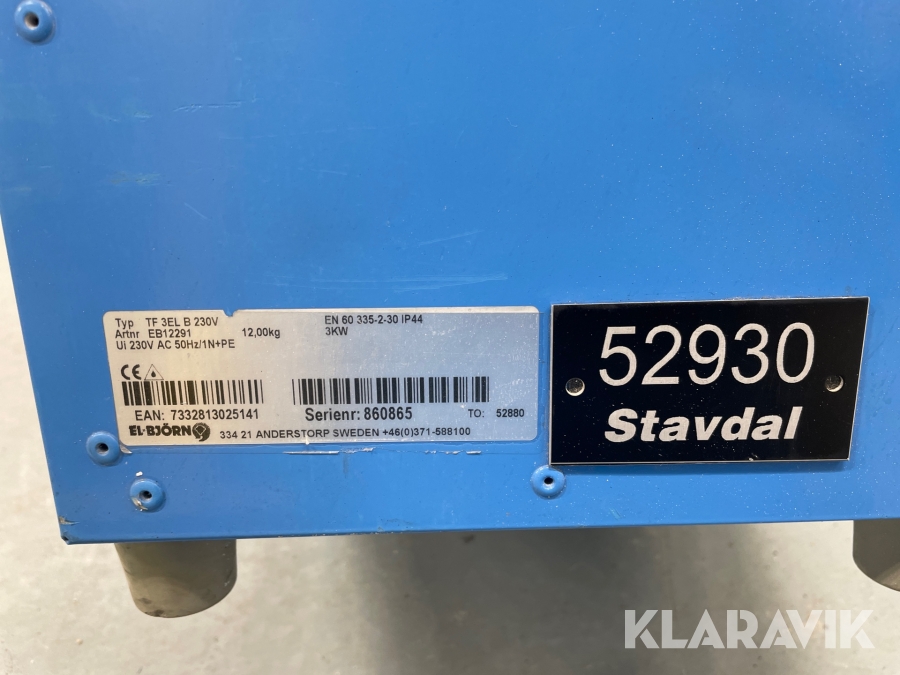 Typ TF 3EL B 230V EN 60 335-2-30 IP44
Artnr EB12291 12,00kg 3KW
Ui 230V AC 50Hz/1N+PE
CE
EAN: 7332813025141 Serienr: 860865 TO: 52880
EL-BJÖRN 334 21 ANDERSTORP SWEDEN +46(0)371-588100
52930
Stavdal
KLARAVIK